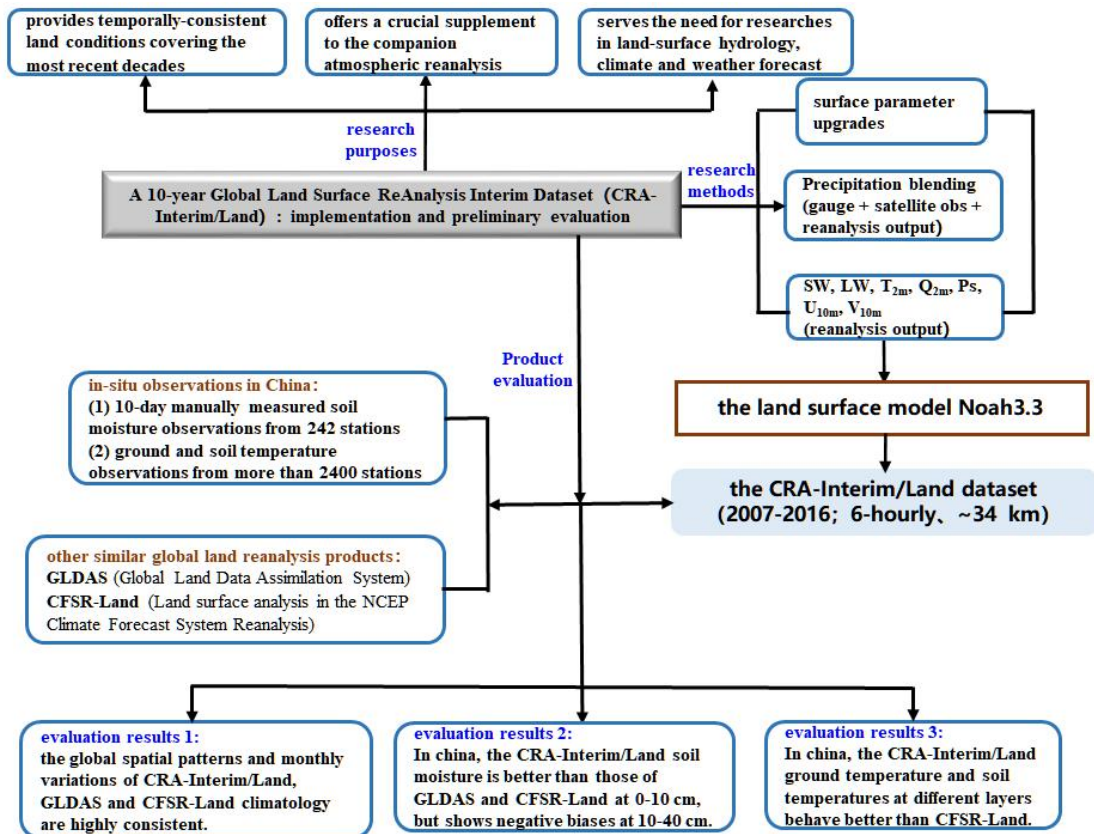 provides temporally-consistent
land conditions covering the
most recent decades
offers a crucial supplement
to the companion
atmospheric reanalysis
serves the need for researches
in land-surface hydrology,
climate and weather forecast
research
purposes
A 10-year Global Land Surface ReAnalysis Interim Dataset (CRA-
Interim/Land) : implementation and preliminary evaluation
research
methods
surface parameter
upgrades
Precipitation blending
(gauge + satellite obs +
reanalysis output)
SW, LW, T2m, Q2m, Ps,
U10m, V10m
(reanalysis output)
the land surface model Noah3.3
the CRA-Interim/Land dataset
(2007-2016; 6-hourly、~34 km)
Product
evaluation
in-situ observations in China:
(1) 10-day manually measured soil
moisture observations from 242 stations
(2) ground and soil temperature
observations from more than 2400 stations
other similar global land reanalysis products:
GLDAS (Global Land Data Assimilation System)
CFSR-Land (Land surface analysis in the NCEP
Climate Forecast System Reanalysis)
evaluation results 1:
the global spatial patterns and monthly
variations of CRA-Interim/Land,
GLDAS and CFSR-Land climatology
are highly consistent.
evaluation results 2:
In china, the CRA-Interim/Land soil
moisture is better than those of
GLDAS and CFSR-Land at 0-10 cm,
but shows negative biases at 10-40 cm.
evaluation results 3:
In china, the CRA-Interim/Land
ground temperature and soil
temperatures at different layers
behave better than CFSR-Land.